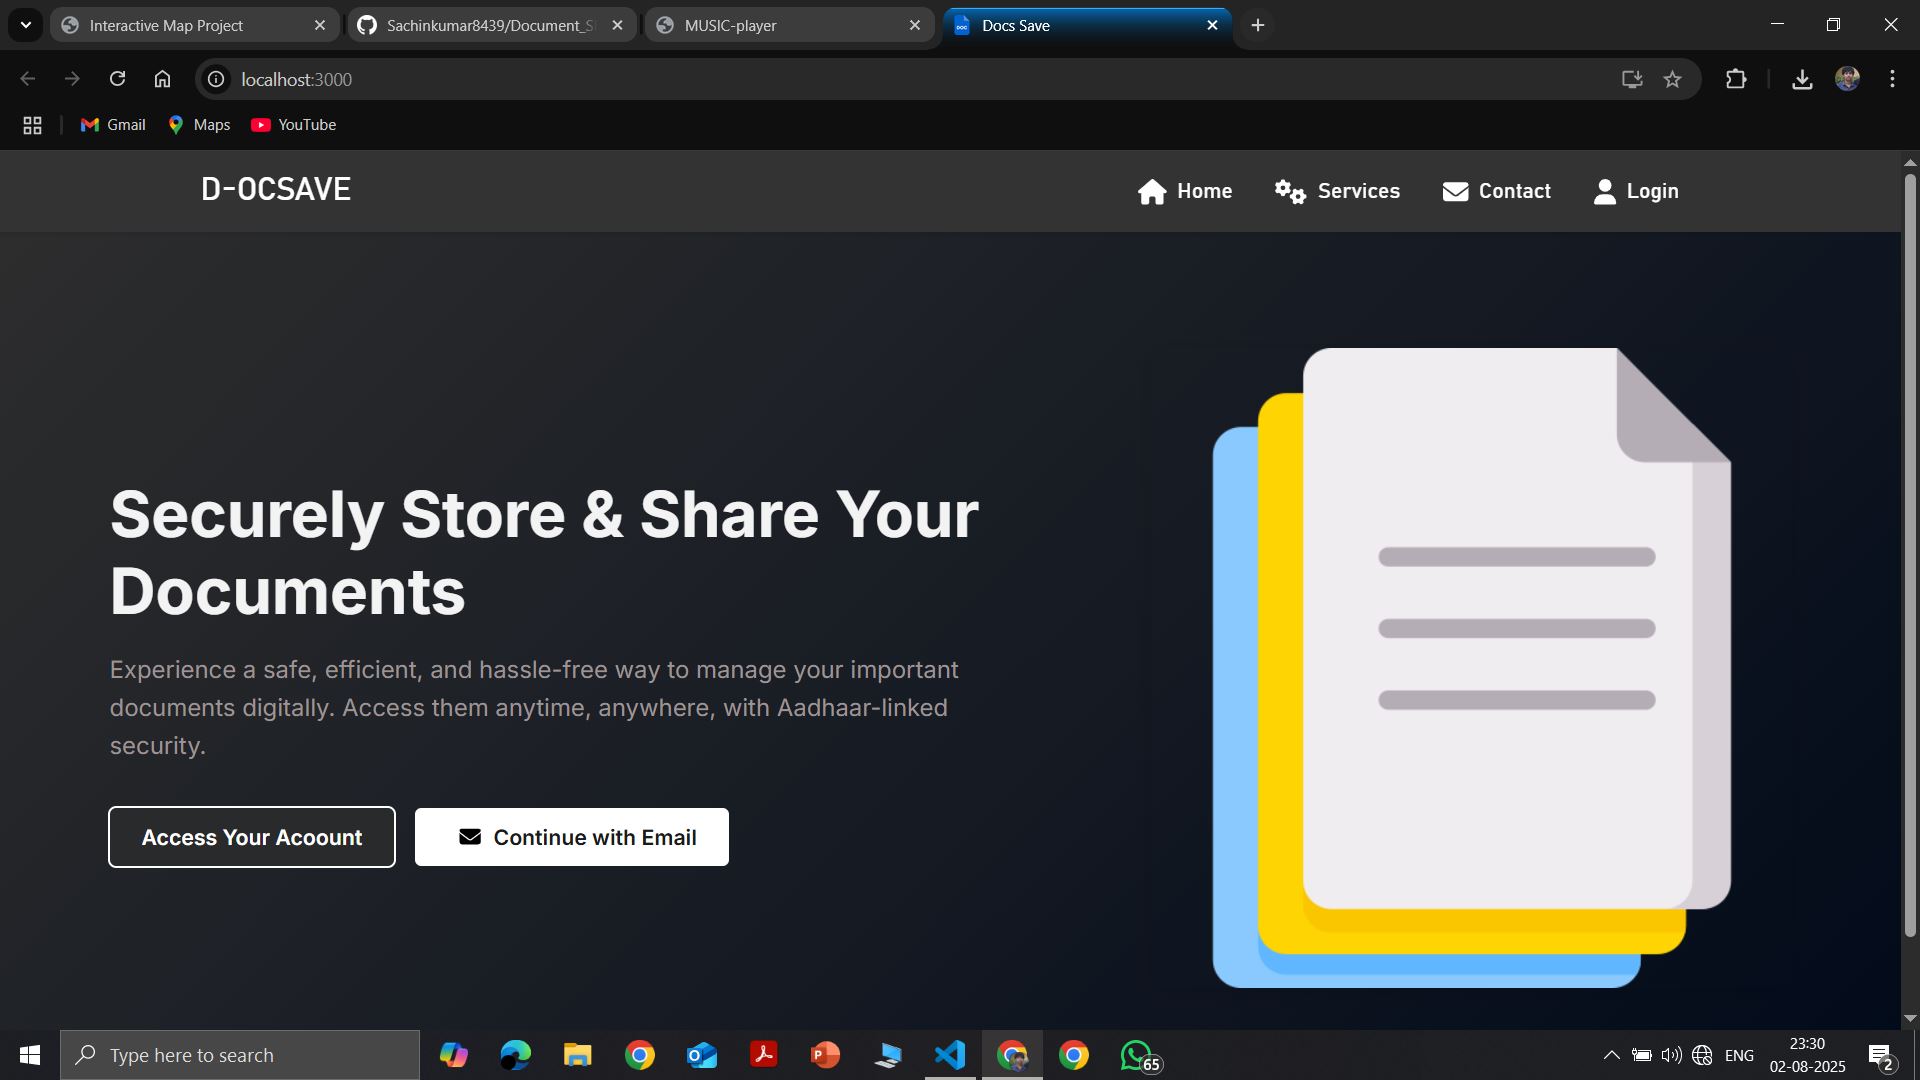 Interactive Map Project
Sachinkumar8439/Document_S
MUSIC-player
Docs Save
localhost:3000
Gmail
Maps
YouTube
D-OCSAVE
Home
Services
Contact
Login
Securely Store & Share Your
Documents
Experience a safe, efficient, and hassle-free way to manage your important
documents digitally. Access them anytime, anywhere, with Aadhaar-linked
security.
Access Your Acoount
Continue with Email
Type here to search
65
ENG
23:30
02-08-2025
2